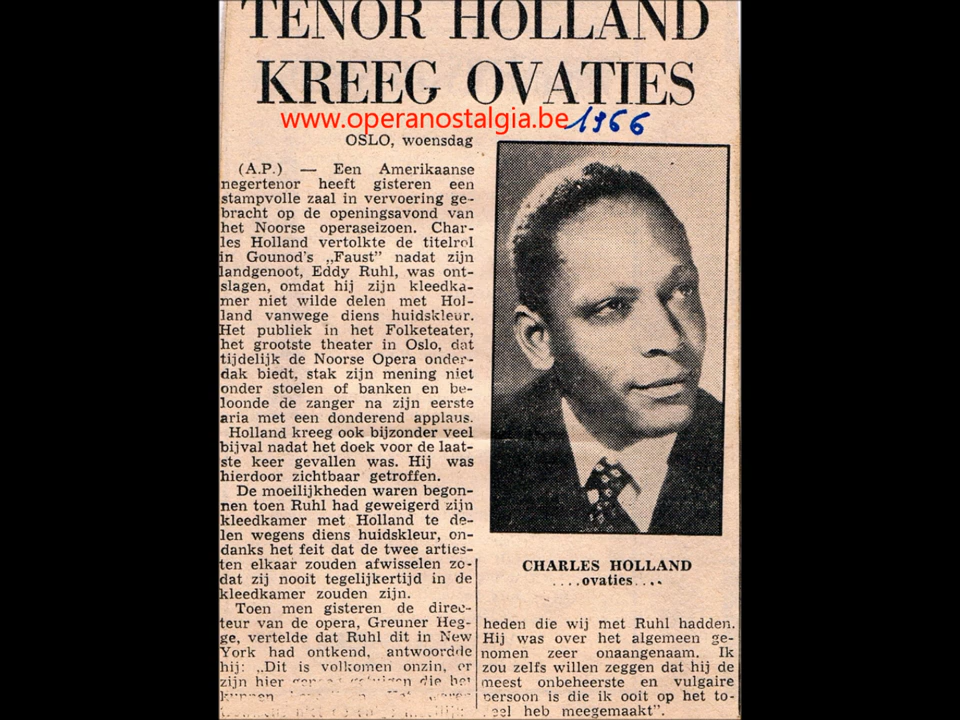 TENOR HOLLAND
KREEG OVATIES
www.operanostalgia.be
1966
OSLO, woensdag
(A.P.) — Een Amerikaanse
negertenor heeft gisteren een
stampvolle zaal in vervoering ge-
bracht op de openingsavond van
het Noorse operaseizoen. Char-
les Holland vertolkte de titelrol
in Gounod's „Faust” nadat zijn
landgenoot, Eddy Ruhl, was ont-
slagen, omdat hij zijn kleedka-
mer niet wilde delen met Hol-
land vanwege diens huidskleur.
Het publiek in het Folketeater,
het grootste theater in Oslo, dat
tijdelijk de Noorse Opera onder-
dak biedt, stak zijn mening niet
onder stoelen of banken en be-
loonde de zanger na zijn eerste
aria met een donderend applaus.
Holland kreeg ook bijzonder veel
bijval nadat het doek voor de laat-
ste keer gevallen was. Hij was
hierdoor zichtbaar getroffen.
De moeilijkheden waren begon-
nen toen Ruhl had geweigerd zijn
kleedkamer met Holland te de-
len wegens diens huidskleur, on-
danks het feit dat de twee arties-
ten elkaar zouden afwisselen zo-
dat zij nooit tegelijkertijd in de
kleedkamer zouden zijn.
Toen men gisteren de direc-
teur van de opera, Greuner Heg-
ge, vertelde dat Ruhl dit in New
York had ontkend, antwoordde
hij: „Dit is volkomen onzin, er
zijn hier die het
kunnen
CHARLES HOLLAND
....ovaties....
heden die wij met Ruhl hadden.
Hij was over het algemeen ge-
nomen zeer onaangenaam. Ik
zou zelfs willen zeggen dat hij de
meest onbeheerste en vulgaire
persoon is die ik ooit op het to-
eel heb meegemaakt”.